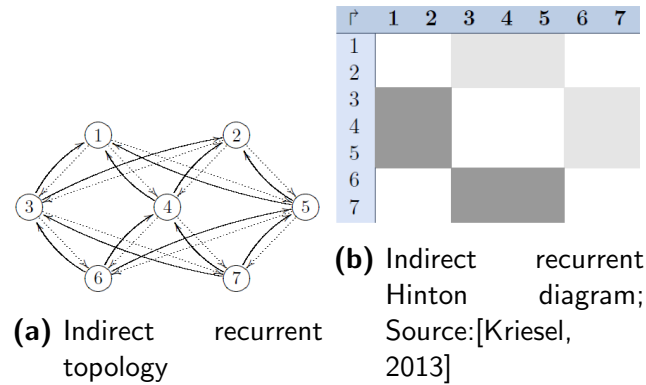 1
2
3
4
5
6
7
(a) Indirect recurrent
topology
↱ 1 2 3 4 5 6 7
1
2
3
4
5
6
7
(b) Indirect recurrent
Hinton diagram;
Source:[Kriesel,
2013]